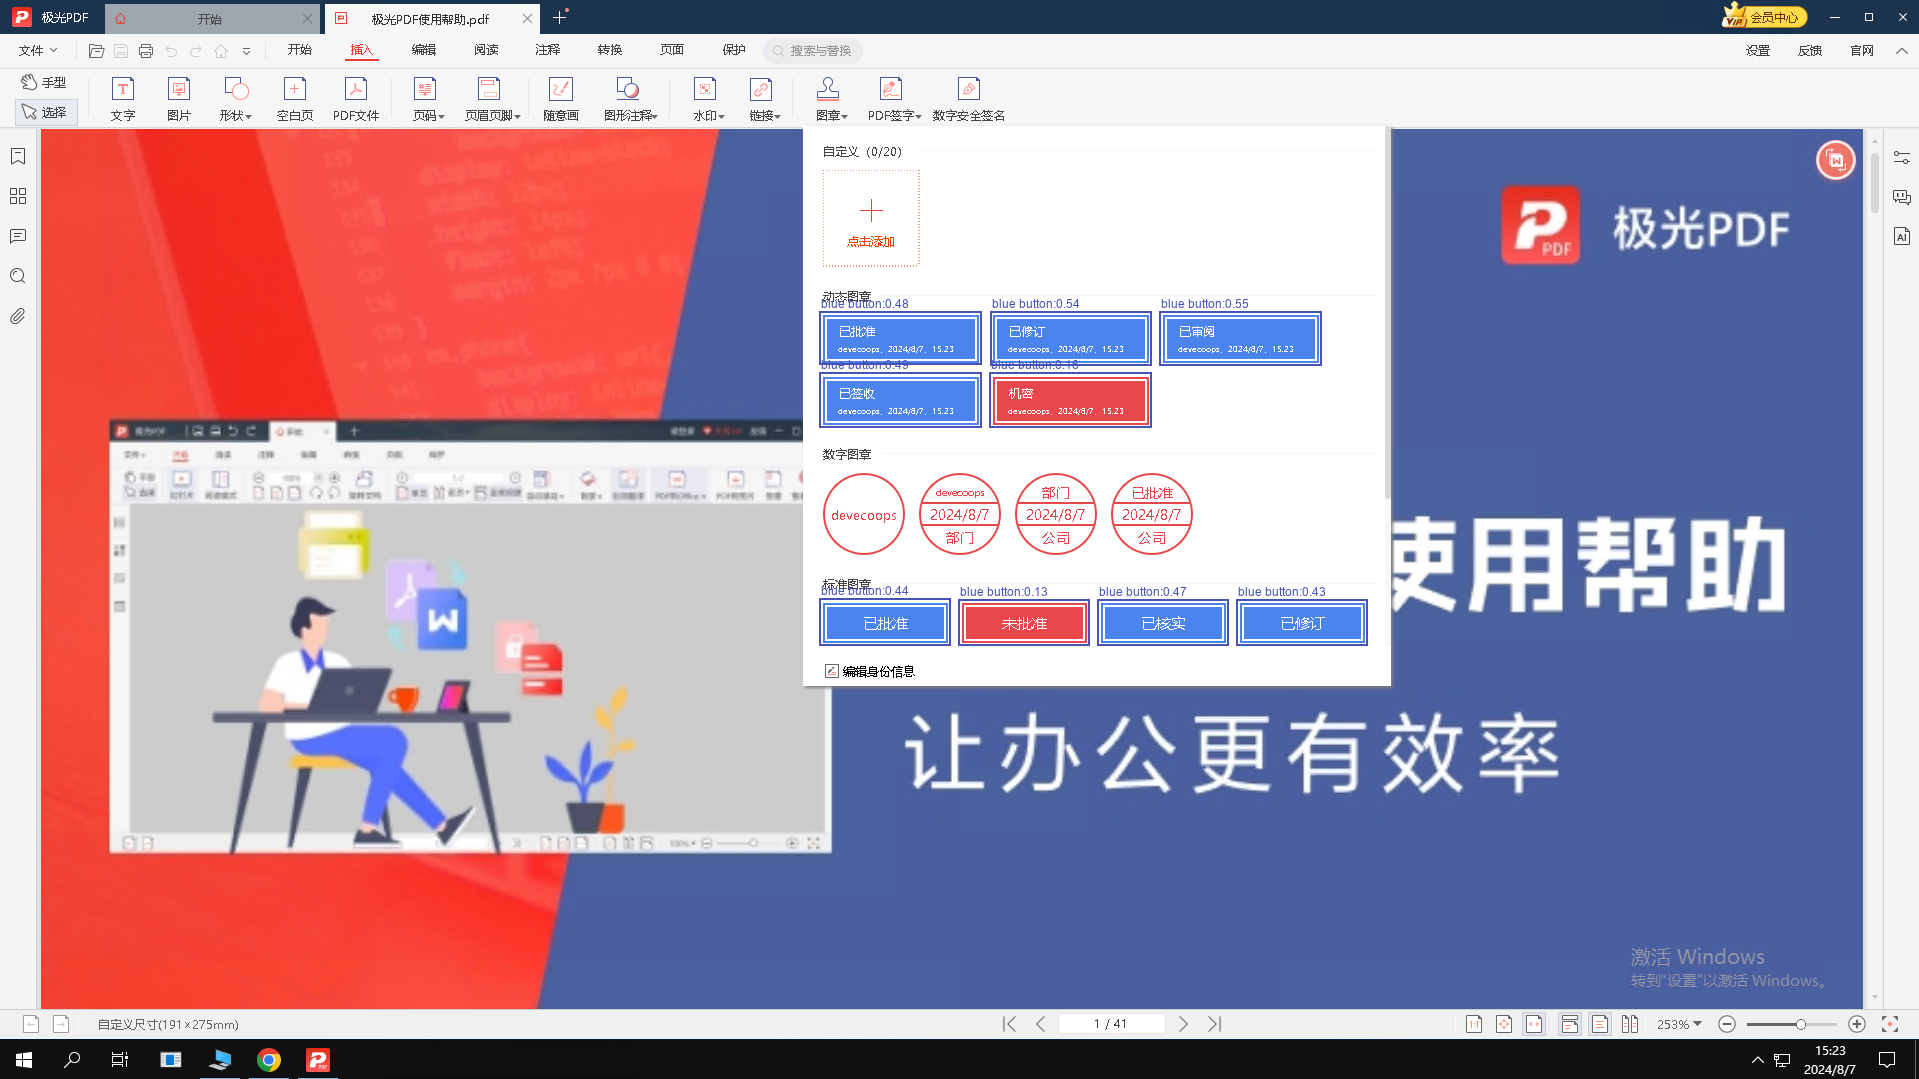 极光PDF
开始
极光PDF使用帮助.pdf
会员中心
文件
开始
插入
编辑
阅读
注释
转换
页面
保护
搜索与替换
设置
反馈
官网
手型
选择
文字
图片
形状
空白页
PDF文件
页码
页眉页脚
随意画
图形注释
水印
链接
图章
PDF签字
数字安全签名
自定义（0/20）
点击添加
动态图章
blue button:0.48
blue button:0.54
blue button:0.55
已批准
devecoops、2024/8/7、15.23
已修订
devecoops、2024/8/7、15.23
已审阅
devecoops、2024/8/7、15.23
blue button:0.49
blue button:0.16
已签收
devecoops、2024/8/7、15.23
机密
devecoops、2024/8/7、15.23
数字图章
devecoops
devecoops
2024/8/7
部门
部门
2024/8/7
公司
已批准
2024/8/7
公司
标准图章
blue button:0.44
blue button:0.13
blue button:0.47
blue button:0.43
已批准
未批准
已核实
已修订
编辑身份信息
极光PDF
PDF
使用帮助
让办公更有效率
激活 Windows
转到“设置”以激活 Windows。
自定义尺寸(191×275mm)
1 / 41
253%
15:23
2024/8/7